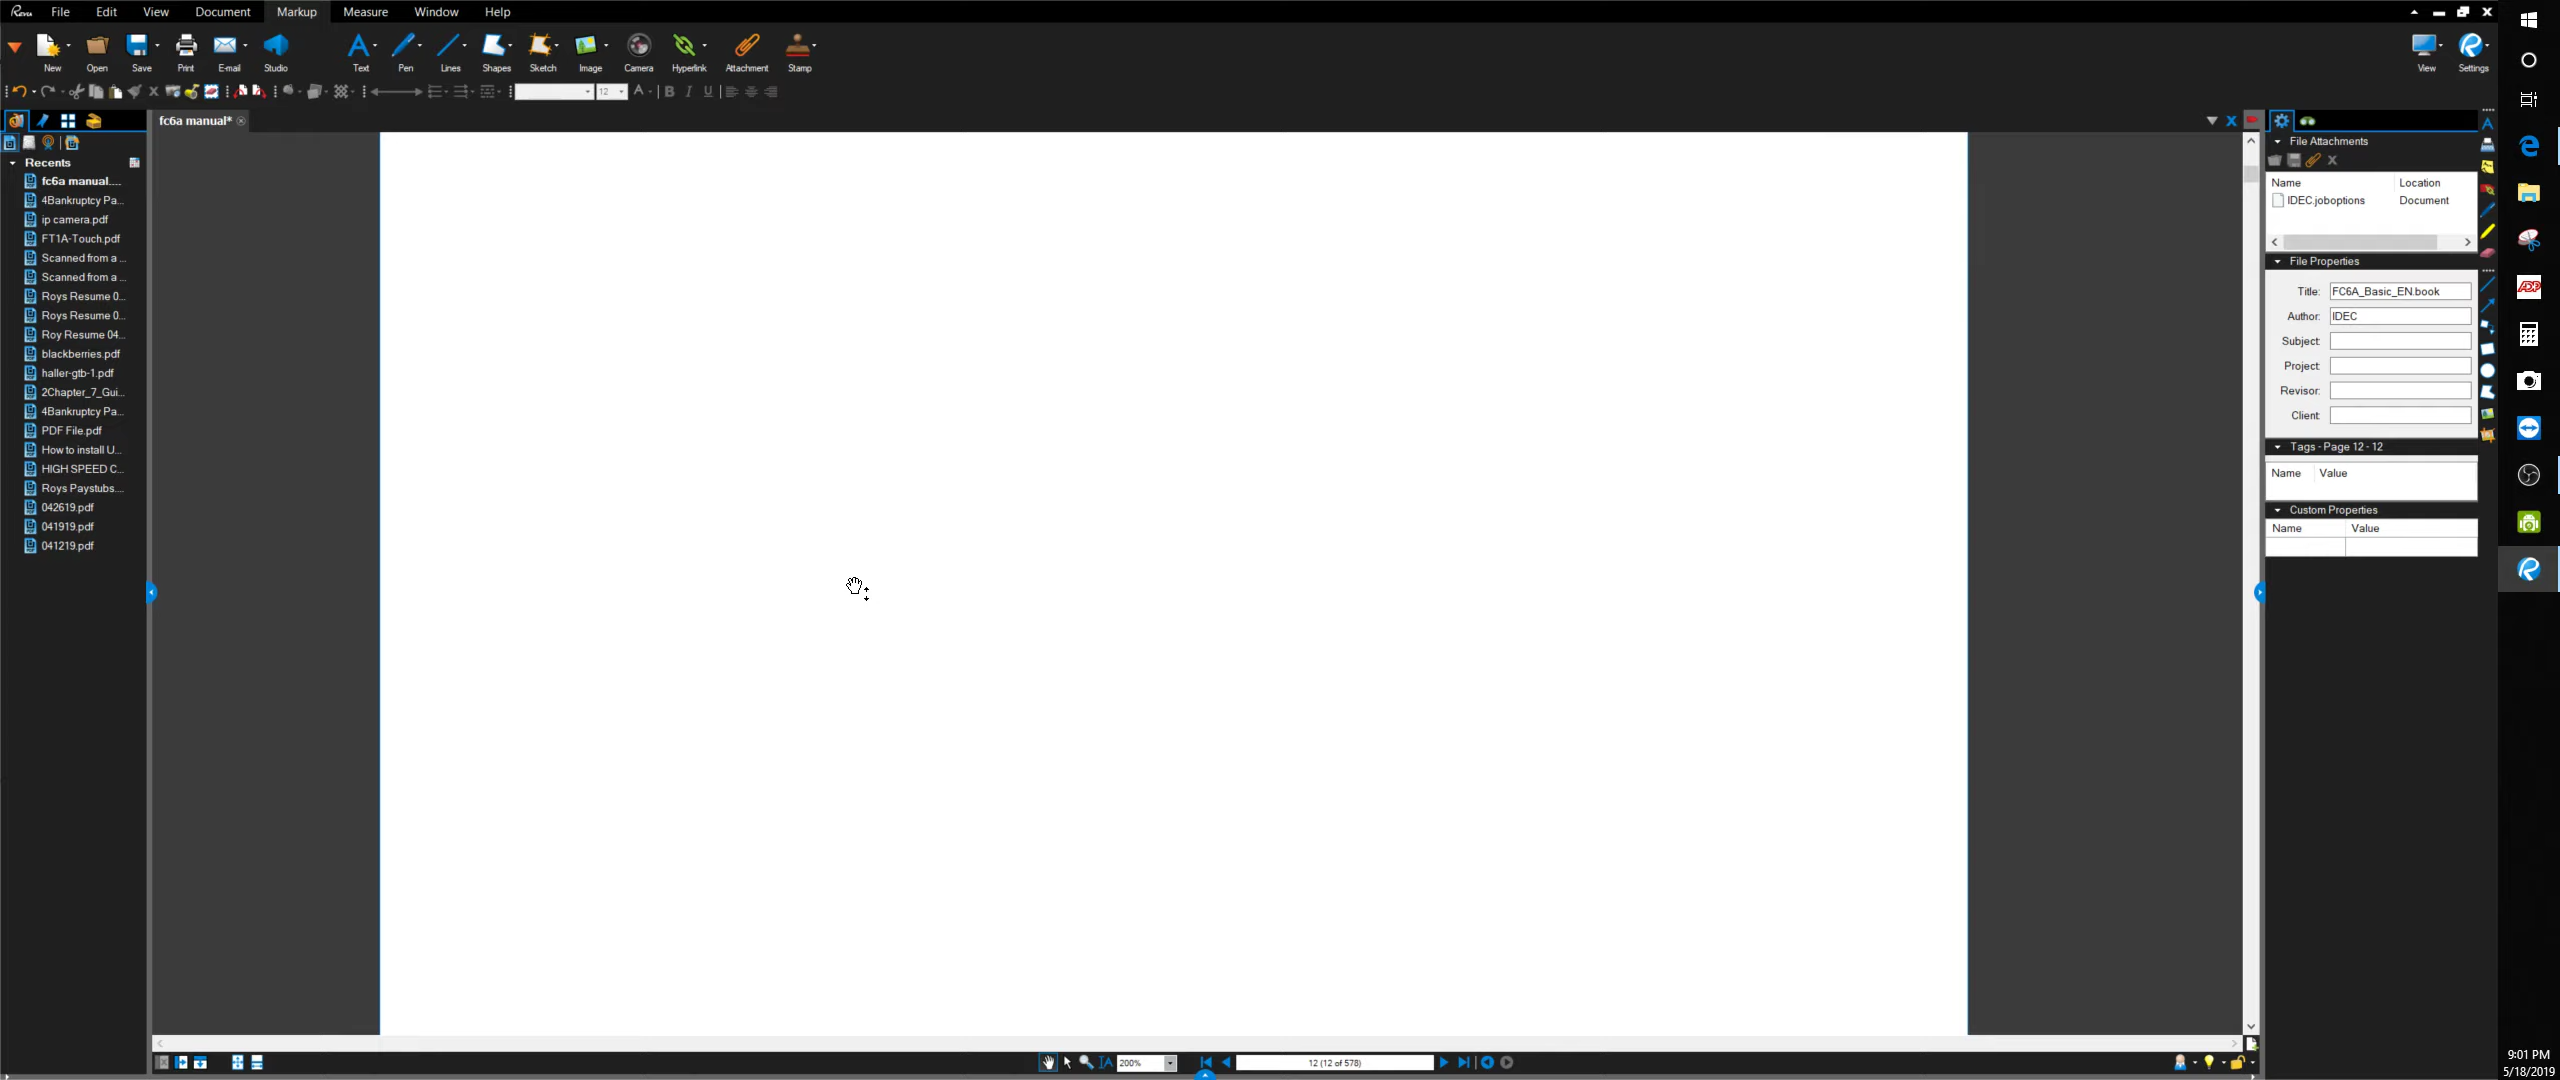 Revu File Edit View Document Markup Measure Window Help
New Open Save Print E-mail Studio Text Pen Lines Shapes Sketch Image Camera Hyperlink Attachment Stamp View Settings
12 A B I U
fc6a manual*
Recents
fc6a manual....
4Bankruptcy Pa...
ip camera.pdf
FT1A-Touch.pdf
Scanned from a ...
Scanned from a ...
Roys Resume 0...
Roys Resume 0...
Roy Resume 04...
blackberries.pdf
haller-gtb-1.pdf
2Chapter_7_Gui...
4Bankruptcy Pa...
PDF File.pdf
How to install U...
HIGH SPEED C...
Roys Paystubs....
042619.pdf
041919.pdf
041219.pdf
File Attachments
Name Location
IDEC.joboptions Document
File Properties
Title: FC6A_Basic_EN.book
Author: IDEC
Subject:
Project:
Revisor:
Client:
Tags - Page 12 - 12
Name Value
Custom Properties
Name Value
ADP
200% 12 (12 of 578)
9:01 PM
5/18/2019